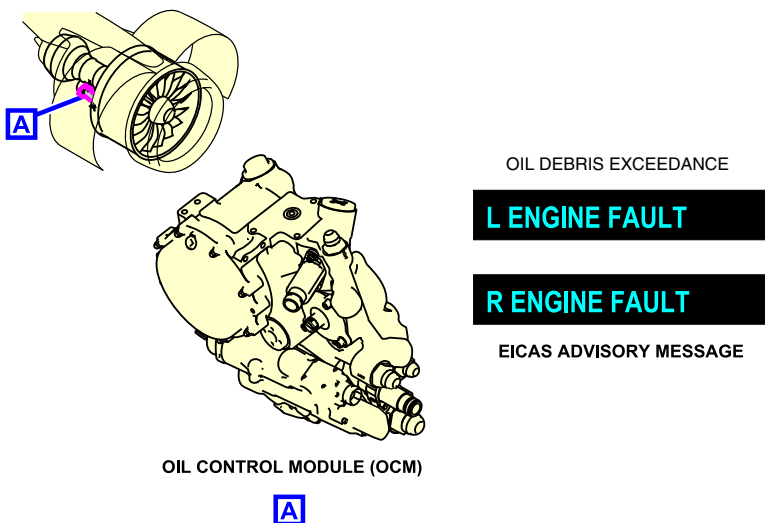 A
OIL DEBRIS EXCEEDANCE
L ENGINE FAULT
R ENGINE FAULT
EICAS ADVISORY MESSAGE
OIL CONTROL MODULE (OCM)
A